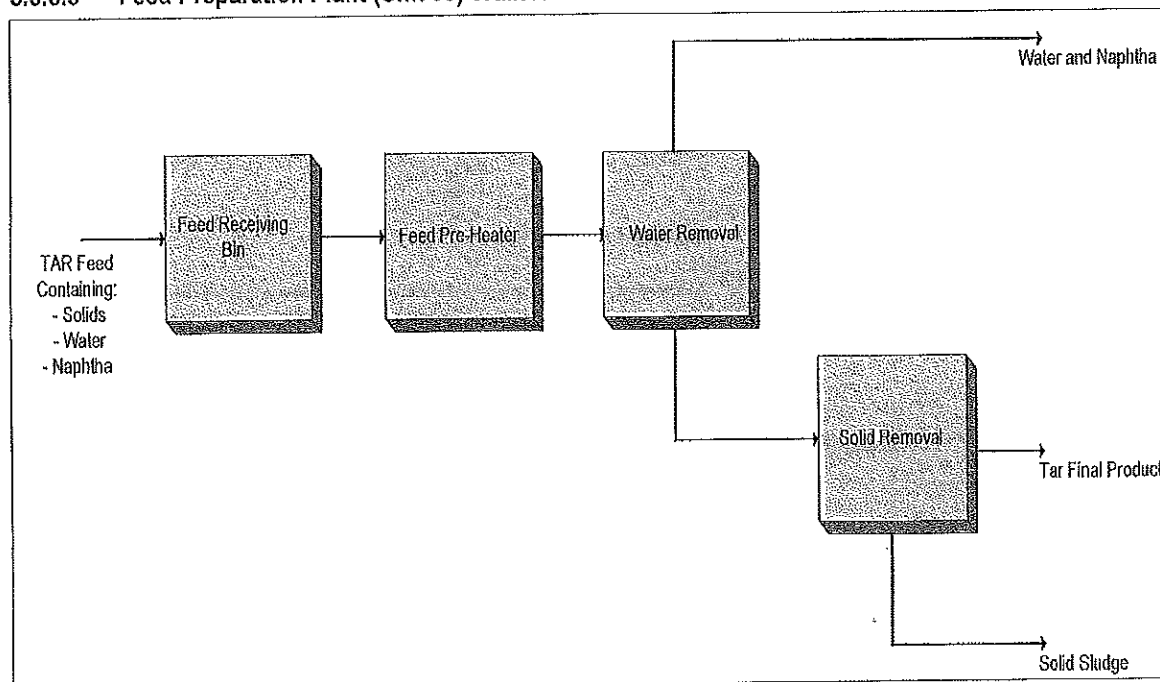 Feed Preparation Plant
Water and Naphtha
Feed Receiving
Bin
Feed Pre-Heater
Water Removal
TAR Feed
Containing:
- Solids
- Water
- Naphtha
Solid Removal
Tar Final Product
Solid Sludge